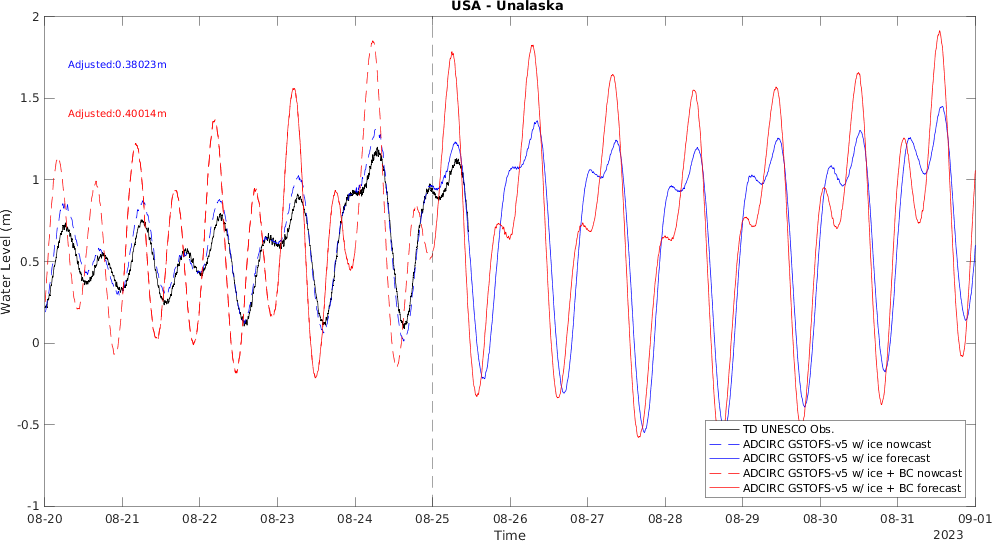 USA - Unalaska
2
1.5
1
0.5
0
-0.5
-1
Water Level (m)
Adjusted:0.38023m
Adjusted:0.40014m
TD UNESCO Obs.
ADCIRC GSTOFS-v5 w/ ice nowcast
ADCIRC GSTOFS-v5 w/ ice forecast
ADCIRC GSTOFS-v5 w/ ice + BC nowcast
ADCIRC GSTOFS-v5 w/ ice + BC forecast
08-20 08-21 08-22 08-23 08-24 08-25 08-26 08-27 08-28 08-29 08-30 08-31 09-01
Time
2023